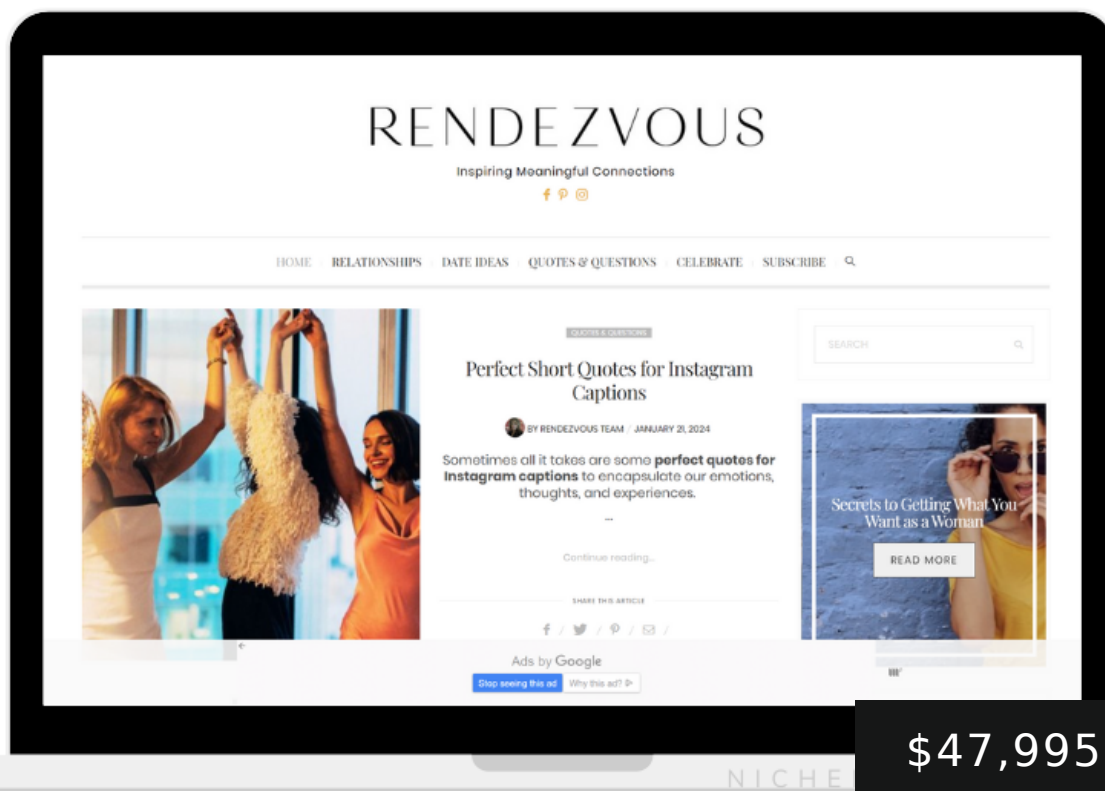 RENDEZVOUS
Inspiring Meaningful Connections
HOME RELATIONSHIPS DATE IDEAS QUOTES & QUESTIONS CELEBRATE SUBSCRIBE
QUOTES & QUESTIONS
Perfect Short Quotes for Instagram
Captions
BY RENDEZVOUS TEAM / JANUARY 21, 2024
Sometimes all it takes are some perfect quotes for
Instagram captions to encapsulate our emotions,
thoughts, and experiences.
...
Continue reading...
SHARE THIS ARTICLE
/ / / /
SEARCH
Secrets to Getting What You
Want as a Woman
READ MORE
Ads by Google
Stop seeing this ad Why this ad?
$47,995
NICHE